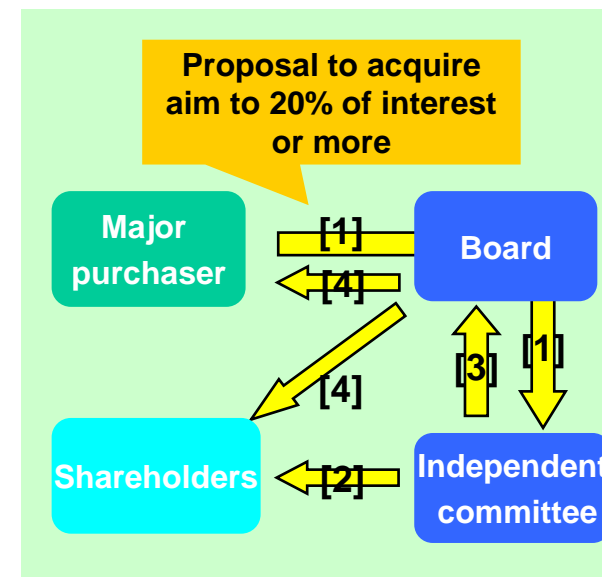 Proposal to acquire
aim to 20% of interest
or more
Major
purchaser
[1]
Board
[4]
[3]
[1]
[4]
Shareholders
[2]
Independent
committee